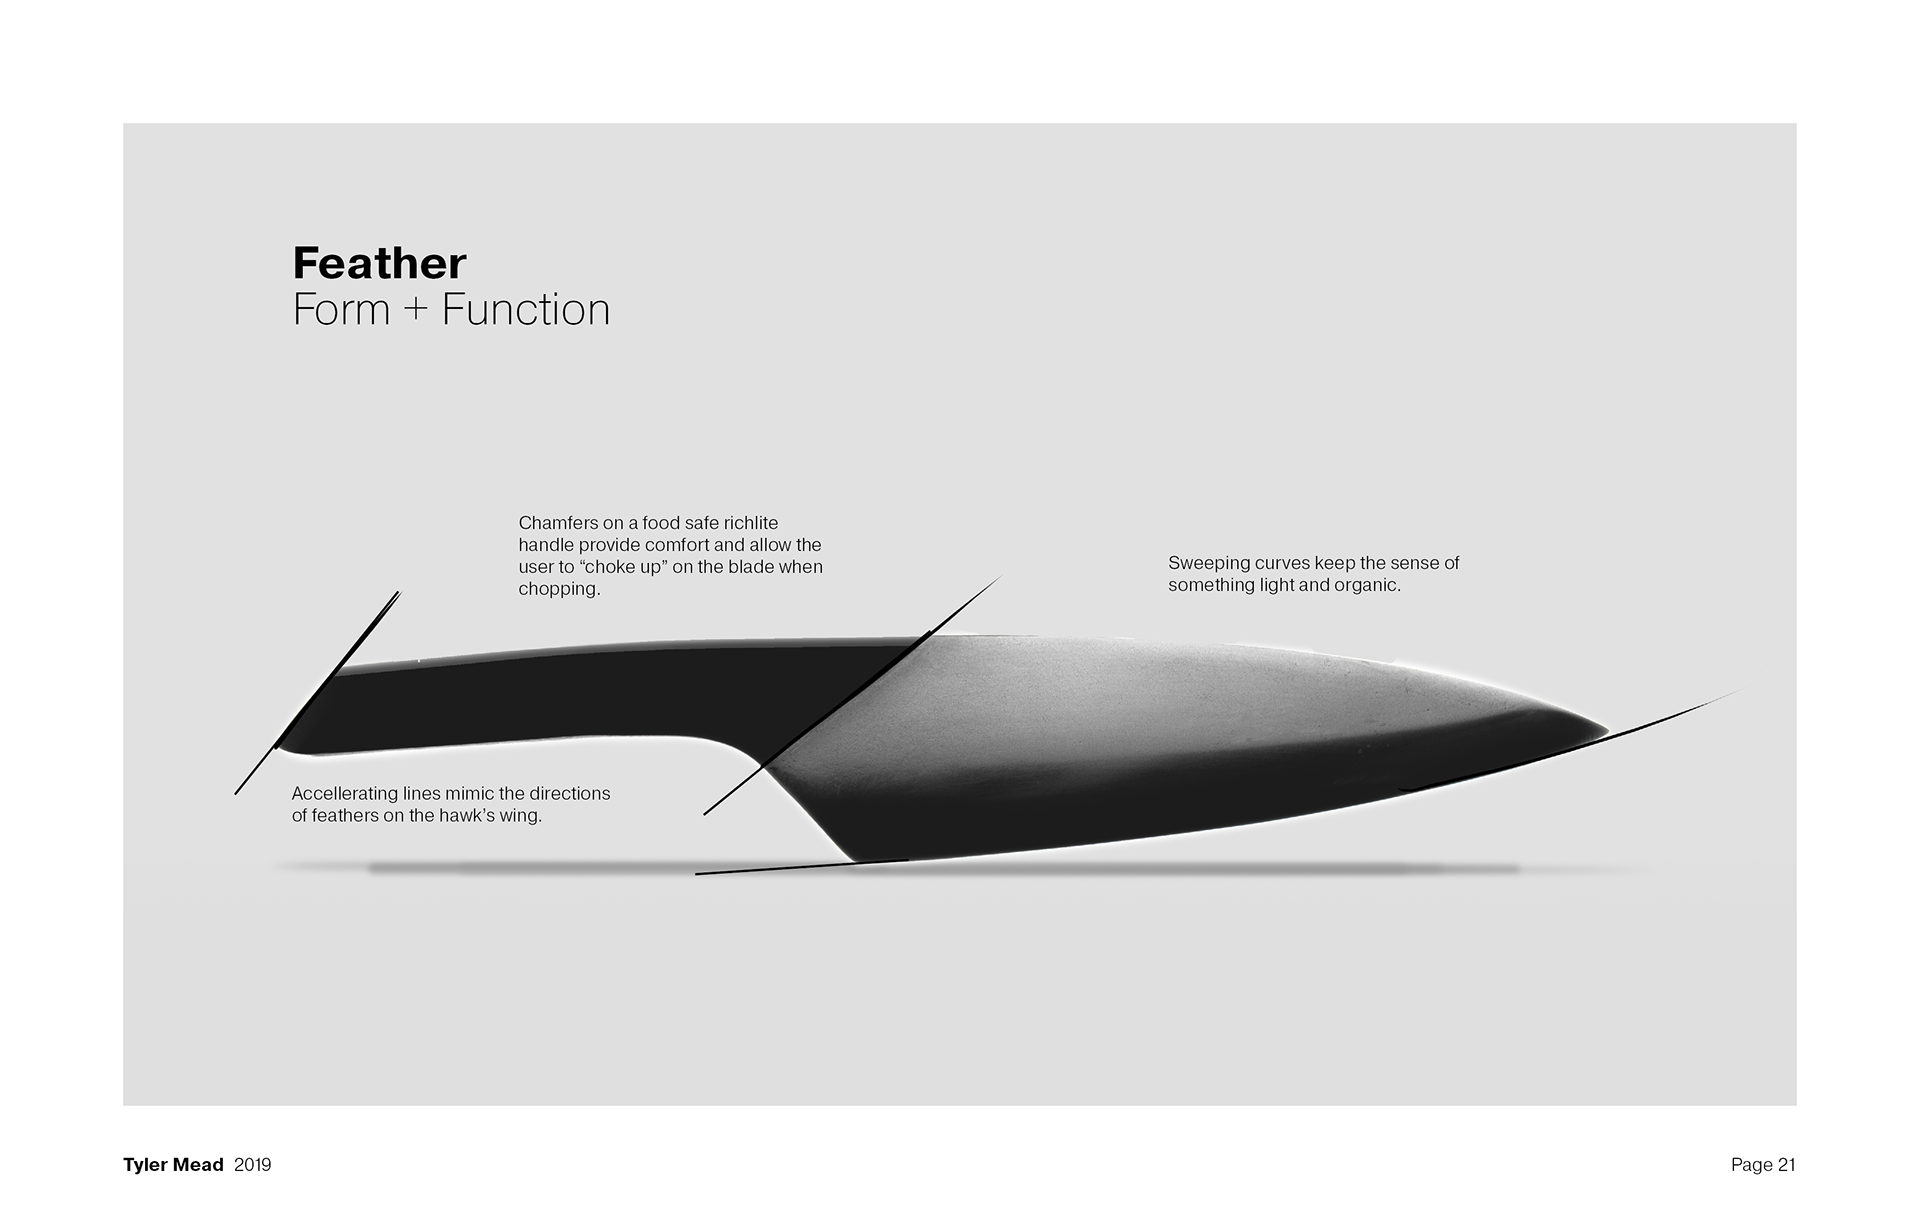 Feather
Form + Function
Chamfers on a food safe richlite
handle provide comfort and allow the
user to “choke up” on the blade when
chopping.
Sweeping curves keep the sense of
something light and organic.
Accellerating lines mimic the directions
of feathers on the hawk’s wing.
Tyler Mead 2019
Page 21